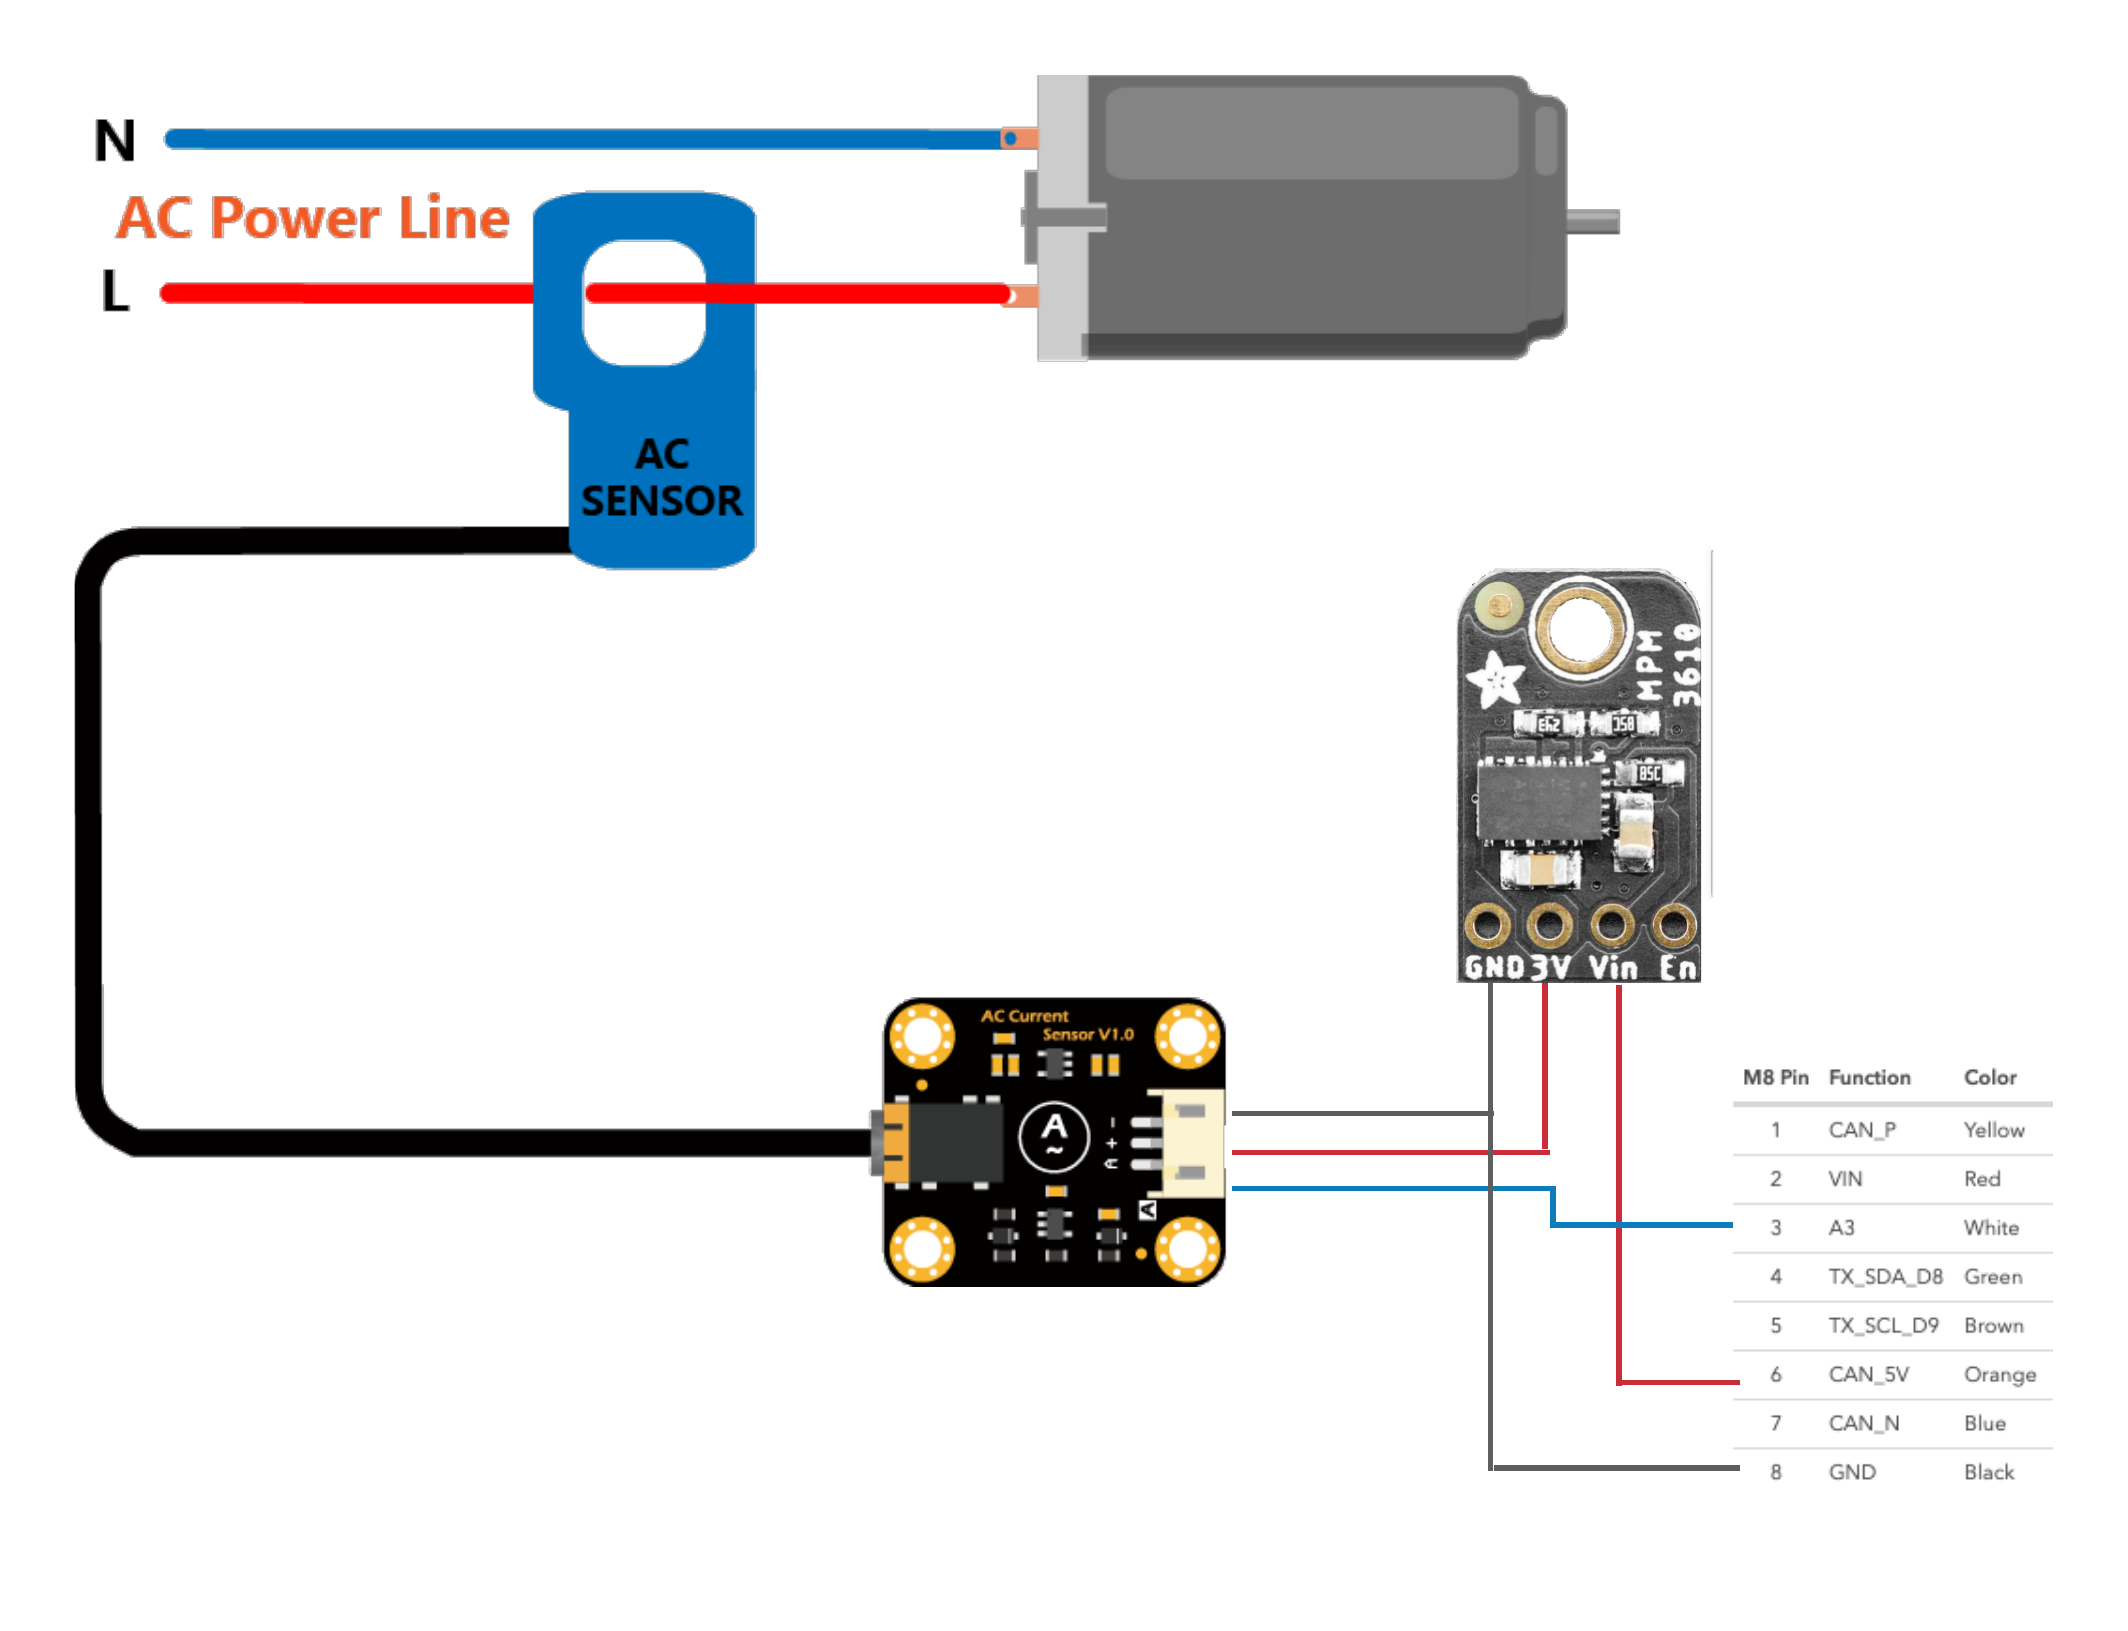 N
AC Power Line
L
AC
SENSOR
MPM
3610
GND 3V Vin En
AC Current
Sensor V1.0
A
~
-
+
A
A
M8 Pin Function Color
1 CAN_P Yellow
2 VIN Red
3 A3 White
4 TX_SDA_D8 Green
5 TX_SCL_D9 Brown
6 CAN_5V Orange
7 CAN_N Blue
8 GND Black